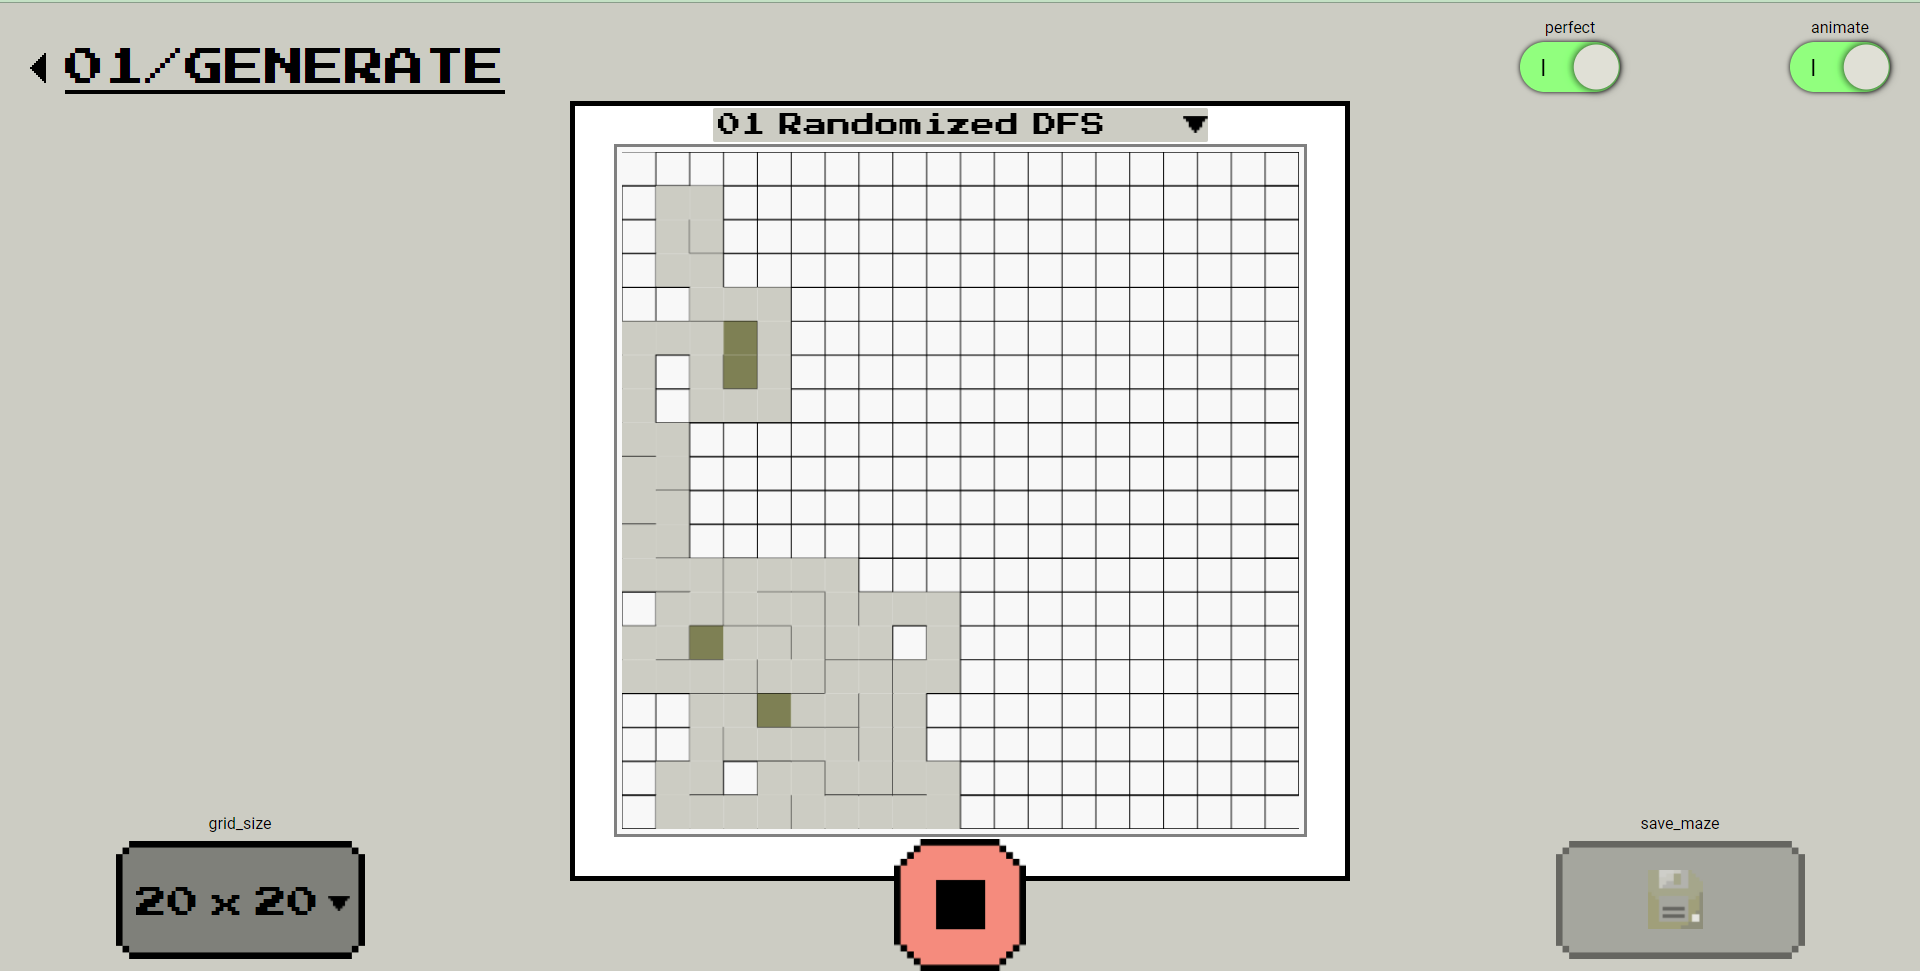 01/GENERATE
perfect
animate
01 Randomized DFS
grid_size
20 x 20
save_maze